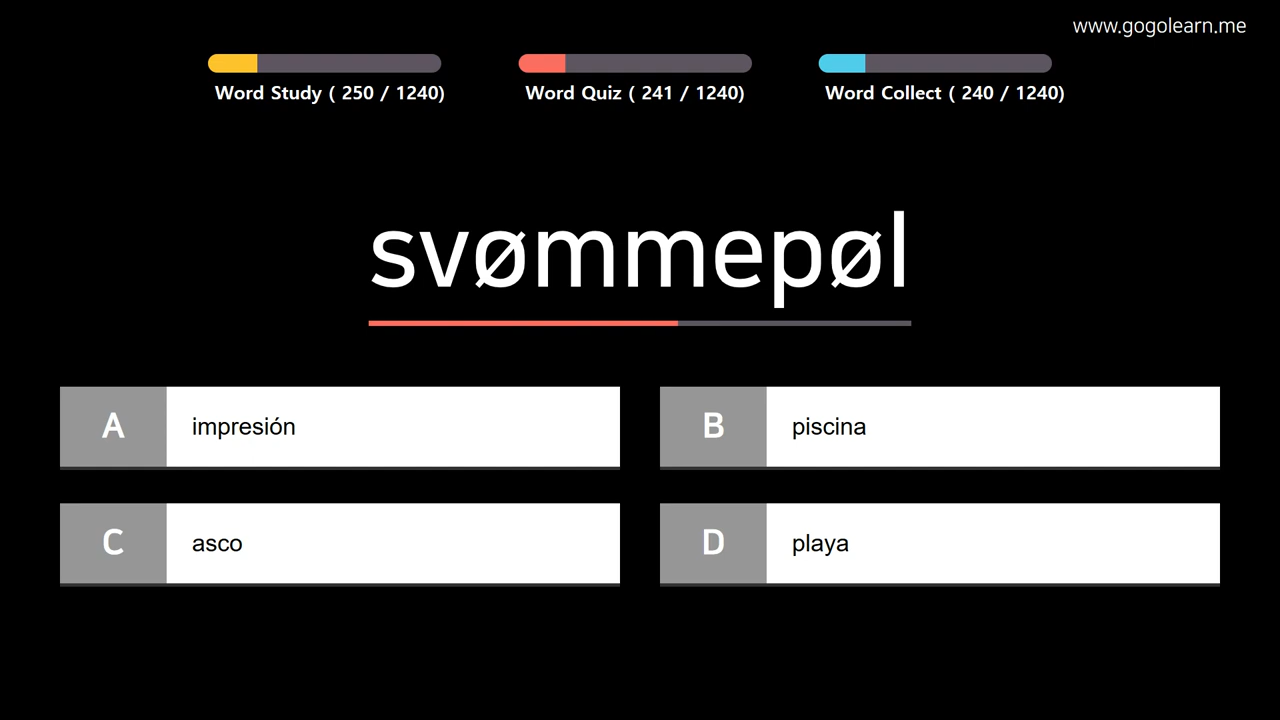 www.gogolearn.me
Word Study ( 250 / 1240)
Word Quiz ( 241 / 1240)
Word Collect ( 240 / 1240)
svømmepøl
A impresión
B piscina
C asco
D playa